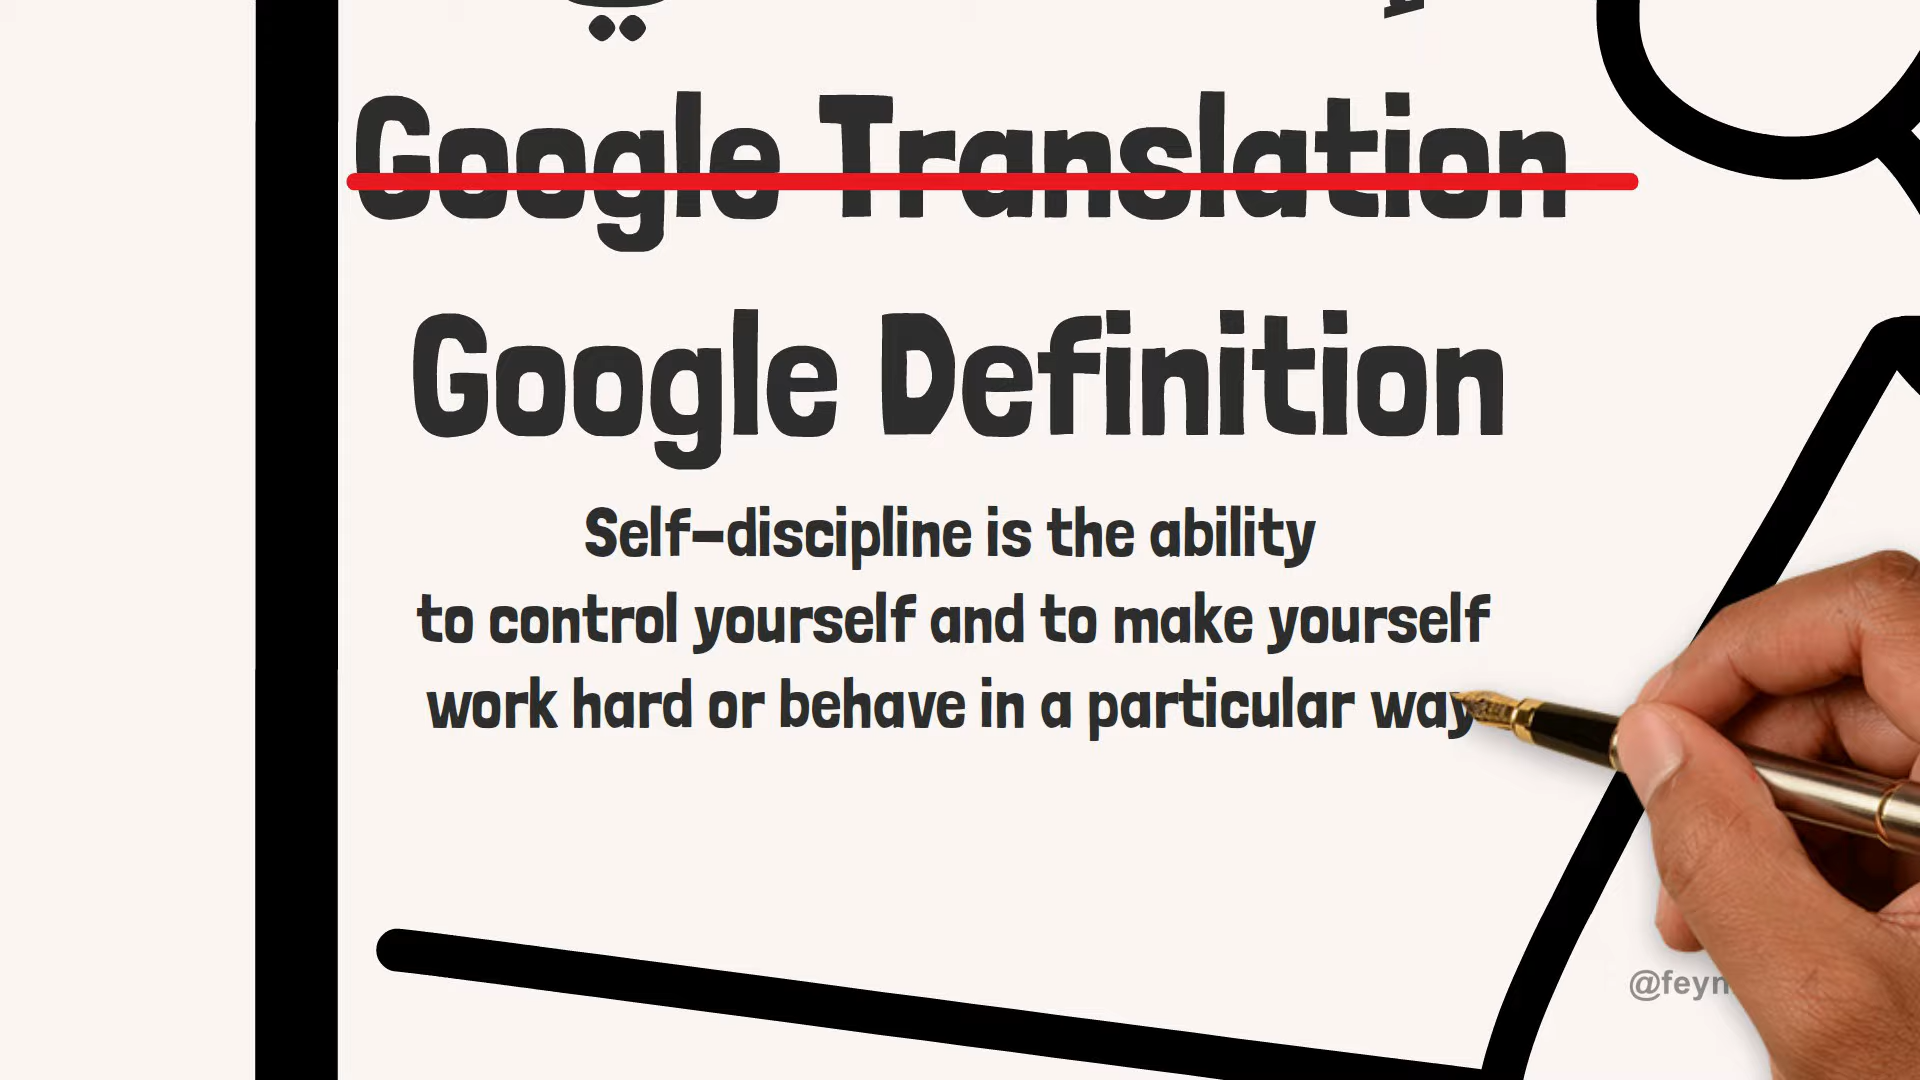 Google Translation
Google Definition
Self-discipline is the ability
to control yourself and to make yourself
work hard or behave in a particular way